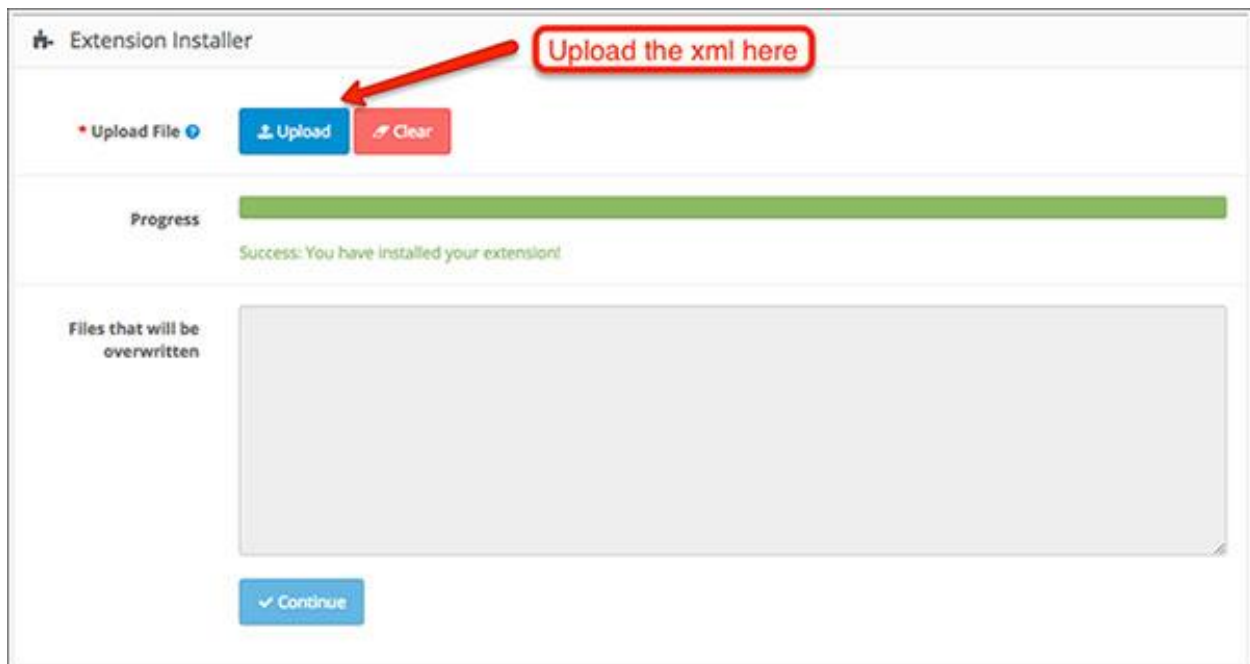 Extension Installer
Upload the xml here
* Upload File
Upload
Clear
Progress
Success: You have installed your extension!
Files that will be
overwritten
Continue